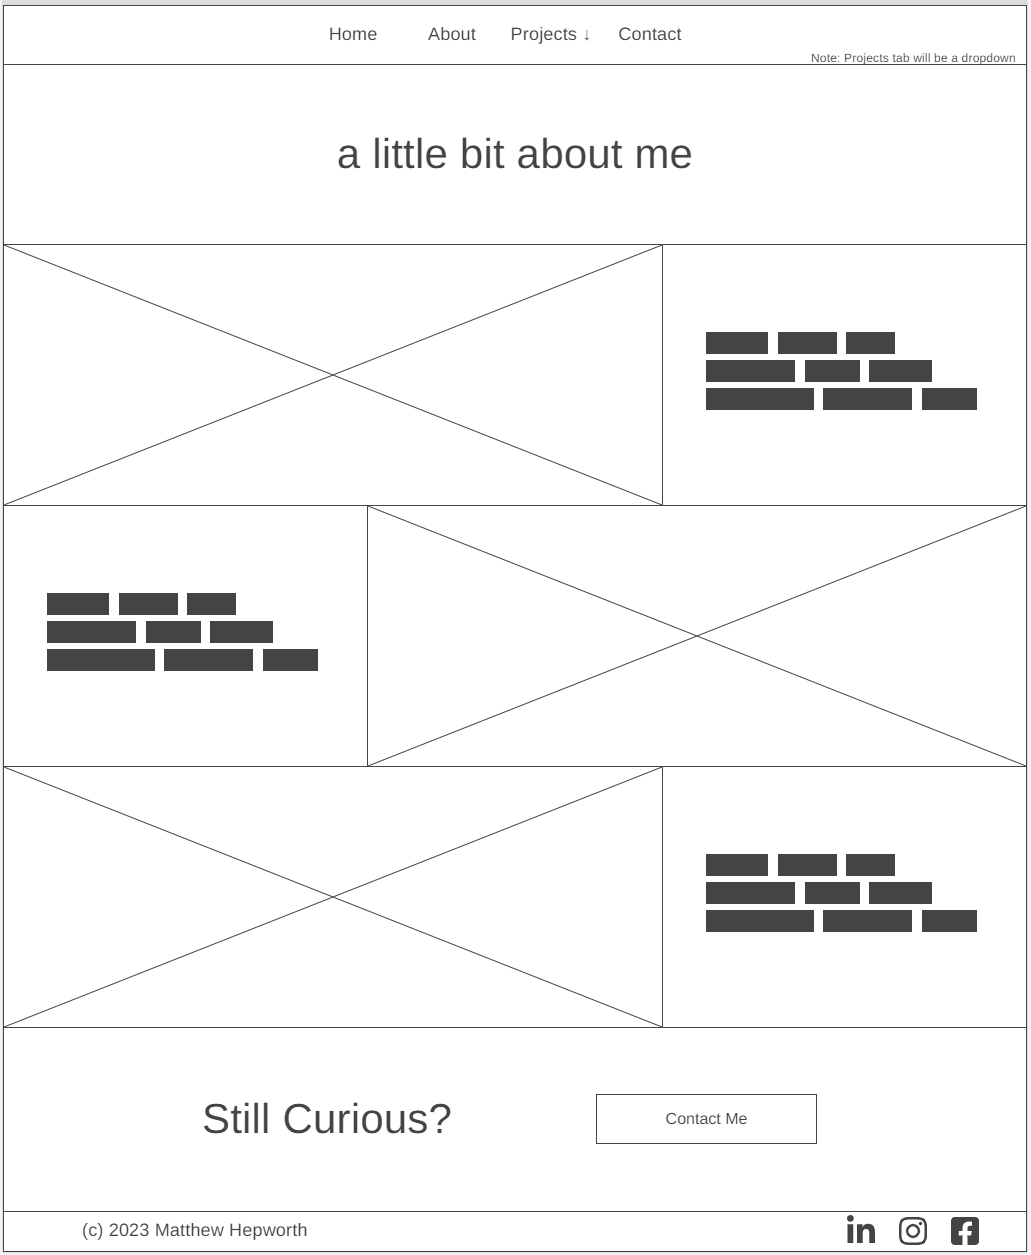 Home About Projects ↓ Contact
Note: Projects tab will be a dropdown
a little bit about me
Still Curious?
Contact Me
(c) 2023 Matthew Hepworth